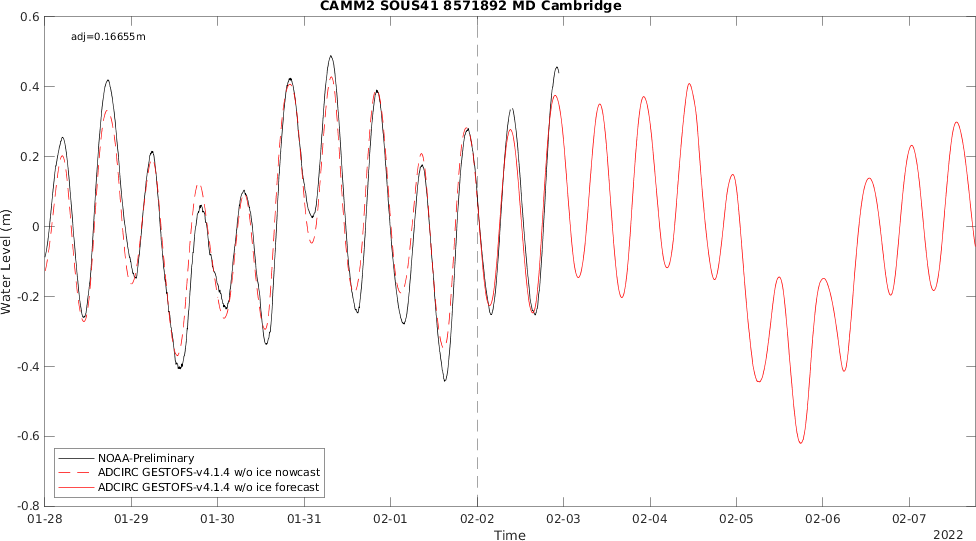 CAMM2 SOUS41 8571892 MD Cambridge
adj=0.16655m
0.6
0.4
0.2
0
-0.2
-0.4
-0.6
-0.8
Water Level (m)
NOAA-Preliminary
ADCIRC GESTOFS-v4.1.4 w/o ice nowcast
ADCIRC GESTOFS-v4.1.4 w/o ice forecast
01-28 01-29 01-30 01-31 02-01 02-02 02-03 02-04 02-05 02-06 02-07
Time
2022